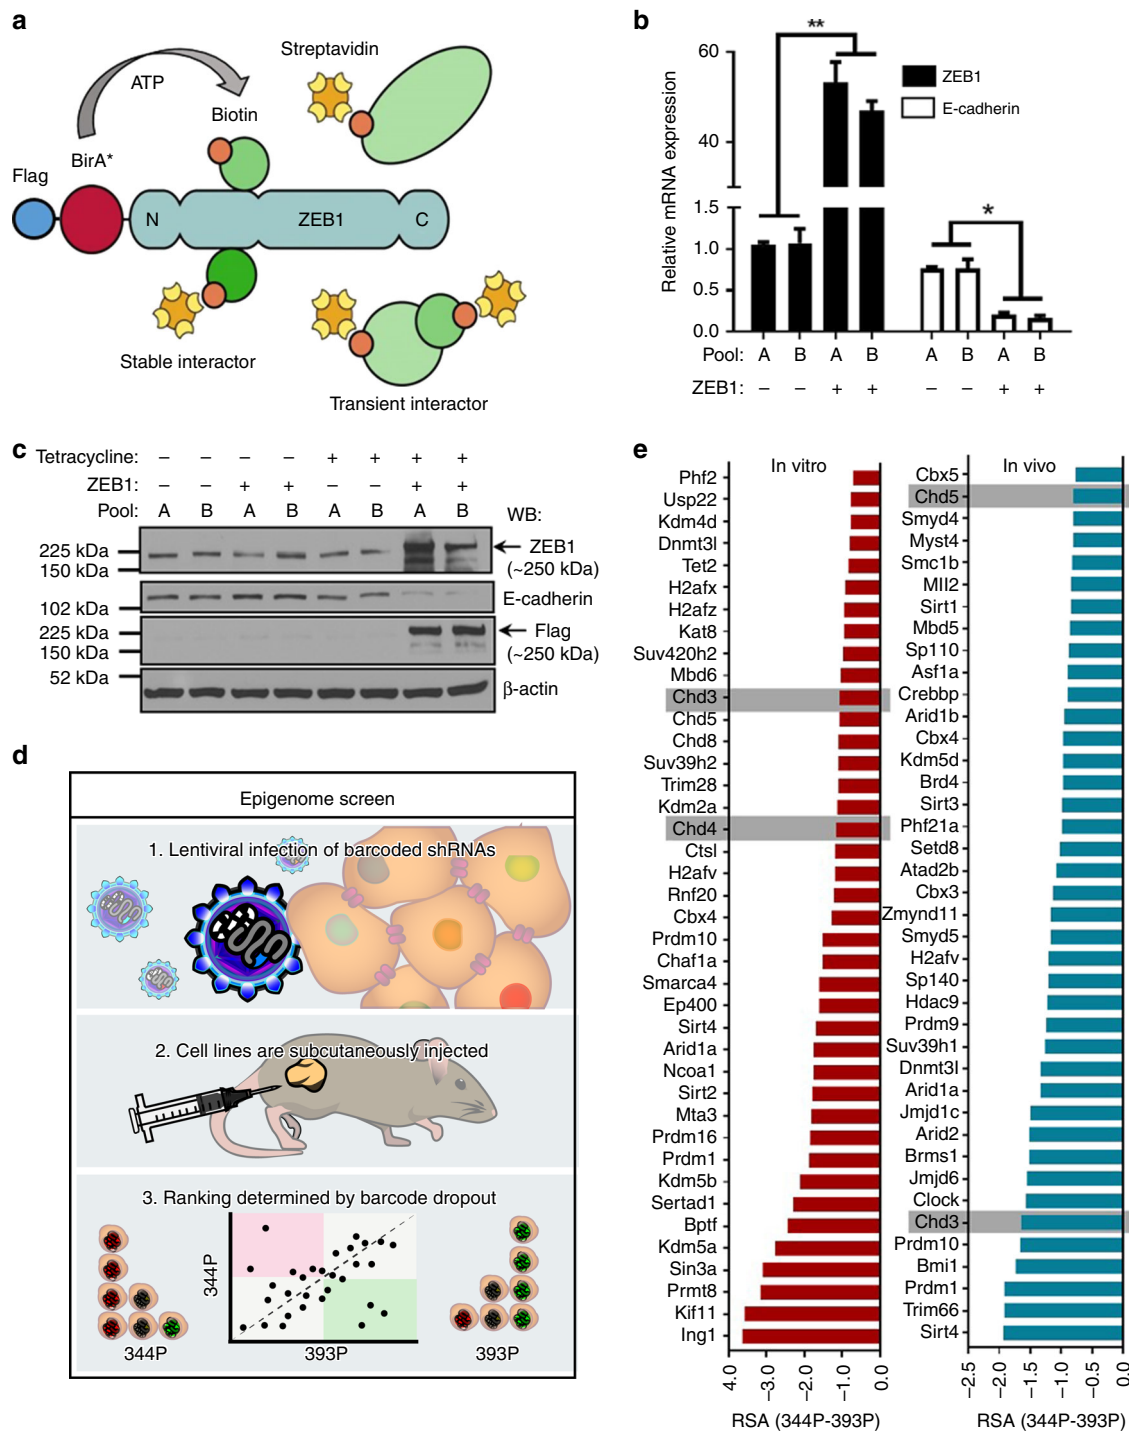 a
Streptavidin
ATP
Biotin
BirA*
Flag
N
ZEB1
C
Stable interactor
Transient interactor
b
**
60
40
1.5
1.0
0.5
0.0
Relative mRNA expression
ZEB1
E-cadherin
*
Pool: A B A B A B A B
ZEB1: – – + + – – + +
c
Tetracycline: – – – – + + + +
ZEB1: – – + + – – + +
Pool: A B A B A B A B WB:
225 kDa
150 kDa
ZEB1
(~250 kDa)
102 kDa
E-cadherin
225 kDa
150 kDa
Flag
(~250 kDa)
52 kDa
β-actin
d
Epigenome screen
1. Lentiviral infection of barcoded shRNAs
2. Cell lines are subcutaneously injected
3. Ranking determined by barcode dropout
344P
344P
393P
393P
e
In vitro
Phf2
Usp22
Kdm4d
Dnmt3l
Tet2
H2afx
H2afz
Kat8
Suv420h2
Mbd6
Chd3
Chd5
Chd8
Suv39h2
Trim28
Kdm2a
Chd4
Ctsl
H2afv
Rnf20
Cbx4
Prdm10
Chaf1a
Smarca4
Ep400
Sirt4
Arid1a
Ncoa1
Sirt2
Mta3
Prdm16
Prdm1
Kdm5b
Sertad1
Bptf
Kdm5a
Sin3a
Prmt8
Kif11
Ing1
4.0 −3.0 −2.0 −1.0 0.0
RSA (344P-393P)
In vivo
Cbx5
Chd5
Smyd4
Myst4
Smc1b
Mll2
Sirt1
Mbd5
Sp110
Asf1a
Crebbp
Arid1b
Cbx4
Kdm5d
Brd4
Sirt3
Phf21a
Setd8
Atad2b
Cbx3
Zmynd11
Smyd5
H2afv
Sp140
Hdac9
Prdm9
Suv39h1
Dnmt3l
Arid1a
Jmjd1c
Arid2
Brms1
Jmjd6
Clock
Chd3
Prdm10
Bmi1
Prdm1
Trim66
Sirt4
−2.5 −2.0 −1.5 −1.0 −0.5 0.0
RSA (344P-393P)